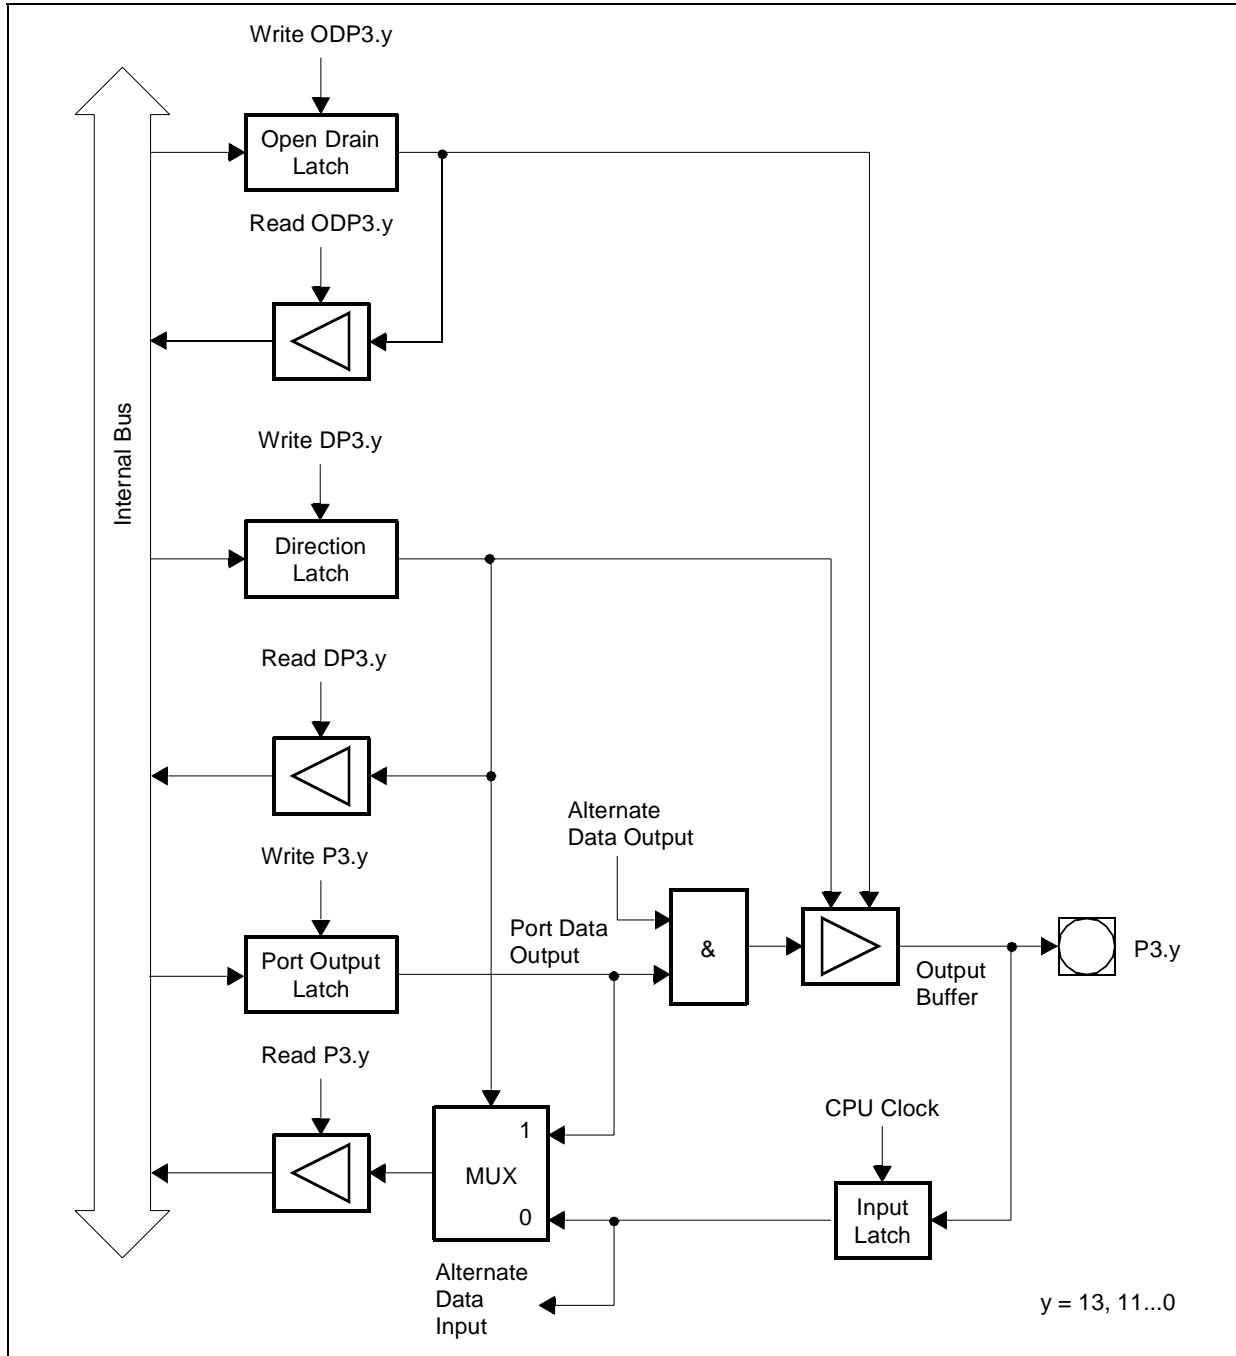 Write ODP3.y
Open Drain
Latch
Read ODP3.y
Internal Bus
Write DP3.y
Direction
Latch
Read DP3.y
Alternate
Data Output
Write P3.y
Port Data
Output
&
Port Output
Latch
P3.y
Output
Buffer
Read P3.y
CPU Clock
1
MUX
0
Input
Latch
Alternate
Data
Input
y = 13, 11...0